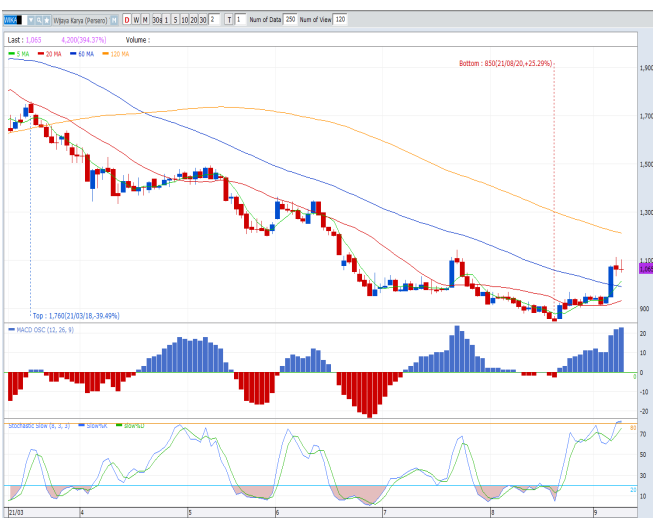 WIKA Wijaya Karya (Persero) M D W M 30s 1 5 10 20 30 2 T 1 Num of Data 250 Num of View 120
Last : 1,065 4,200(394.37%) Volume :
5 MA 20 MA 60 MA 120 MA
Bottom : 850(21/08/20,+25.29%)
1,900
1,700
1,500
1,300
1,100
1,065
900
Top : 1,760(21/03/18,-39.49%)
MACD OSC (12, 26, 9)
20
10
0
-10
-20
Stochastic Slow (8, 3, 3) Slow%K Slow%D
80
70
50
30
20
10
21/03 4 5 6 7 8 9